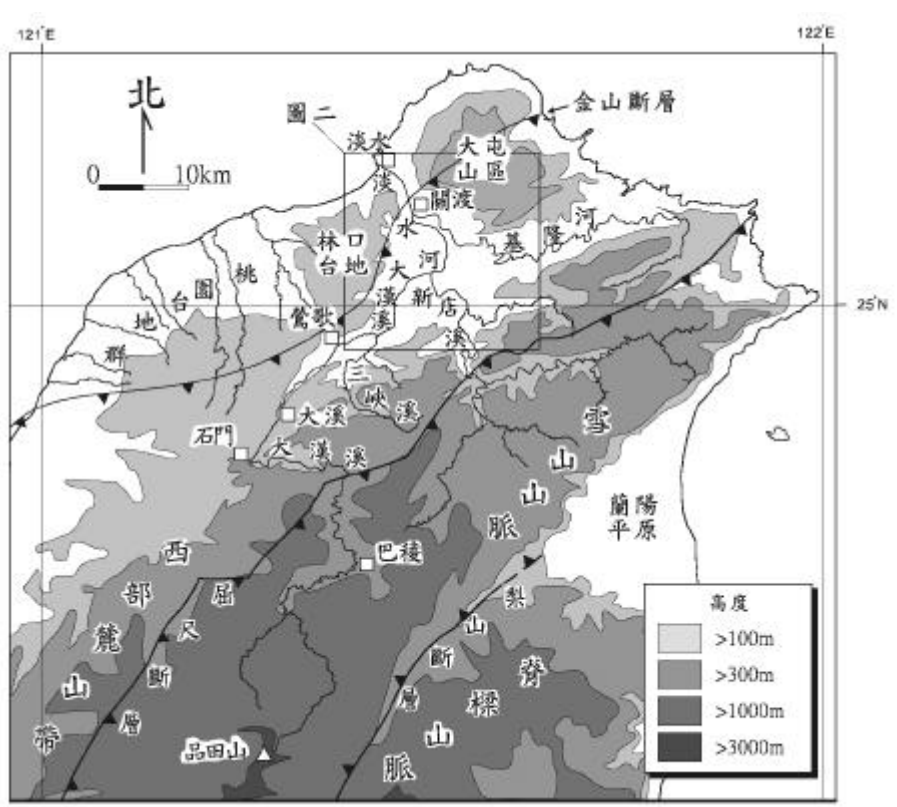 121°E
122°E
北
0 10km
圖二
金山斷層
淡水
大屯
山區
關渡
淡水河
基隆河
林口
台地
大漢溪
新店溪
桃園台地群
25°N
鶯歌
三峽溪
大溪
石門
大漢溪
雪山山脈
蘭陽
平原
巴稜
西部麓山帶
屈尺斷層
梨山斷層
脊樑山脈
品田山
高度
>100m
>300m
>1000m
>3000m